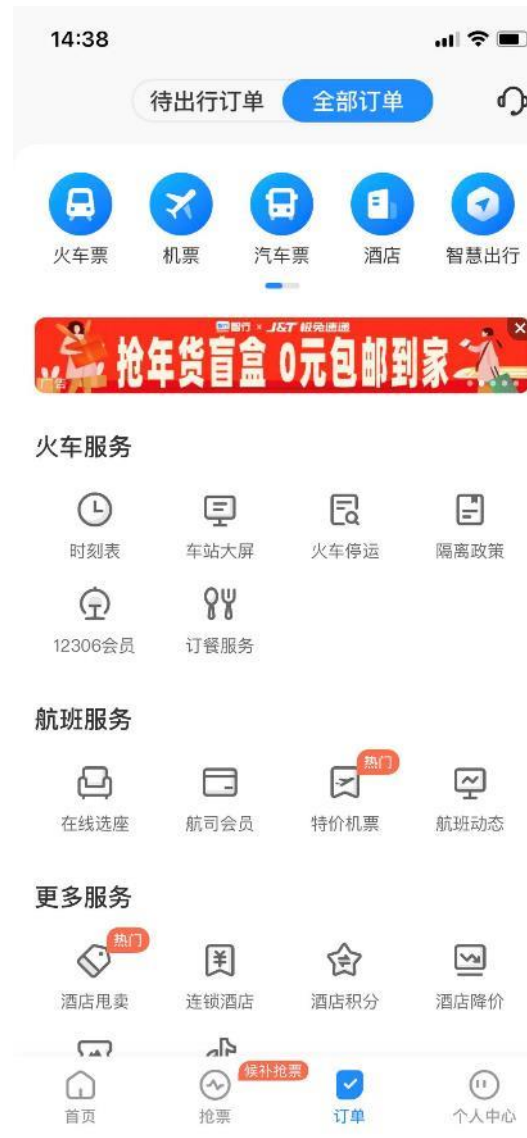 14:38
待出行订单 全部订单
火车票 机票 汽车票 酒店 智慧出行
智行 × J&T 极兔速递
抢年货盲盒 0元包邮到家
广告
火车服务
时刻表 车站大屏 火车停运 隔离政策
12306会员 订餐服务
航班服务
热门
在线选座 航司会员 特价机票 航班动态
更多服务
热门
酒店甩卖 连锁酒店 酒店积分 酒店降价
候补抢票
首页 抢票 订单 个人中心